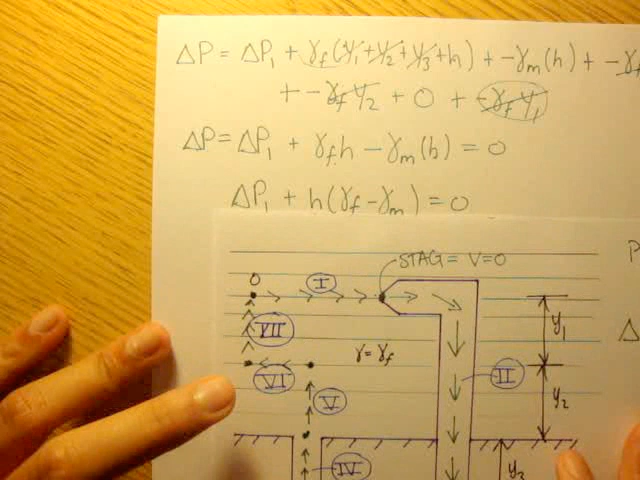 ΔP = ΔP₁ + γf(y₁+y₂+y₃+h) + -γm(h) + -γf
+ -γf y₂ + 0 + -γf y₁
ΔP = ΔP₁ + γf h - γm(h) = 0
ΔP₁ + h(γf - γm) = 0
STAG = V=0
P
0
I
y₁
VII
γ = γf
Δ
VI
II
V
y₂
IV
y₃